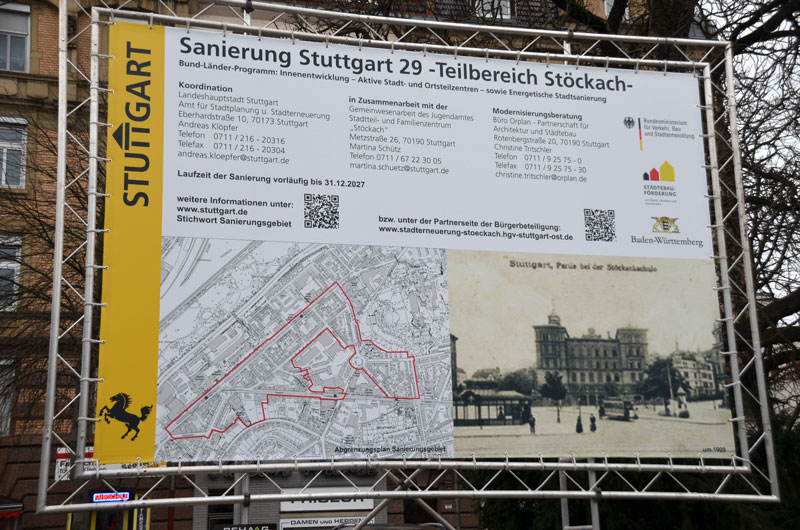 STUTTGART
Sanierung Stuttgart 29 -Teilbereich Stöckach-
Bund-Länder-Programm: Innenentwicklung – Aktive Stadt- und Ortsteilzentren – sowie Energetische Stadtsanierung
Koordination
Landeshauptstadt Stuttgart
Amt für Stadtplanung u. Stadterneuerung
Eberhardstraße 10, 70173 Stuttgart
Andreas Klöpfer
Telefon 0711 / 216 - 20316
Telefax 0711 / 216 - 20304
andreas.kloepfer@stuttgart.de
in Zusammenarbeit mit der
Gemeinwesenarbeit des Jugendamtes
Stadtteil- und Familienzentrum
„Stöckach"
Metzstraße 26, 70190 Stuttgart
Martina Schütz
Telefon 0711 / 67 22 30 05
martina.schuetz@stuttgart.de
Modernisierungsberatung
Büro Orplan - Partnerschaft für
Architektur und Städtebau
Rotenbergstraße 20, 70190 Stuttgart
Christine Tritschler
Telefon 0711 / 9 25 75 - 0
Telefax 0711 / 9 25 75 - 30
christine.tritschler@orplan.de
Bundesministerium
für Verkehr, Bau
und Stadtentwicklung
STÄDTEBAU-
FÖRDERUNG
Baden-Württemberg
Laufzeit der Sanierung vorläufig bis 31.12.2027
weitere Informationen unter:
www.stuttgart.de
Stichwort Sanierungsgebiet
bzw. unter der Partnerseite der Bürgerbeteiligung:
www.stadterneuerung-stoeckach.hgv-stuttgart-ost.de
Stuttgart, Partie bei der Stöckachschule
Abgrenzungsplan Sanierungsgebiet
um 1900
FRISEUR
DAMEN UND HERREN